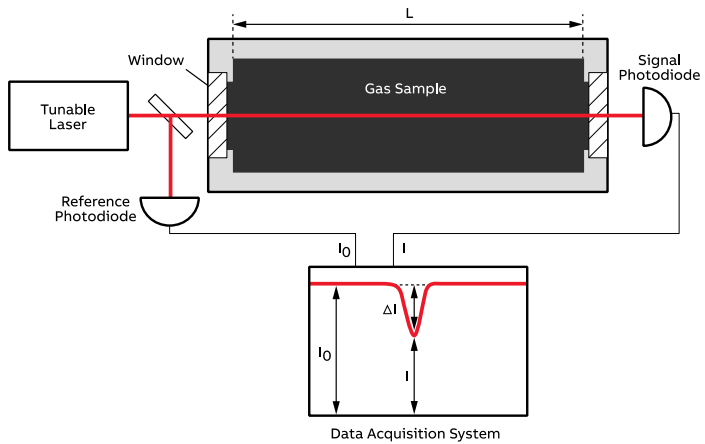 L
Window
Signal
Photodiode
Tunable
Laser
Gas Sample
Reference
Photodiode
I0
I
ΔI
I0
I
Data Acquisition System